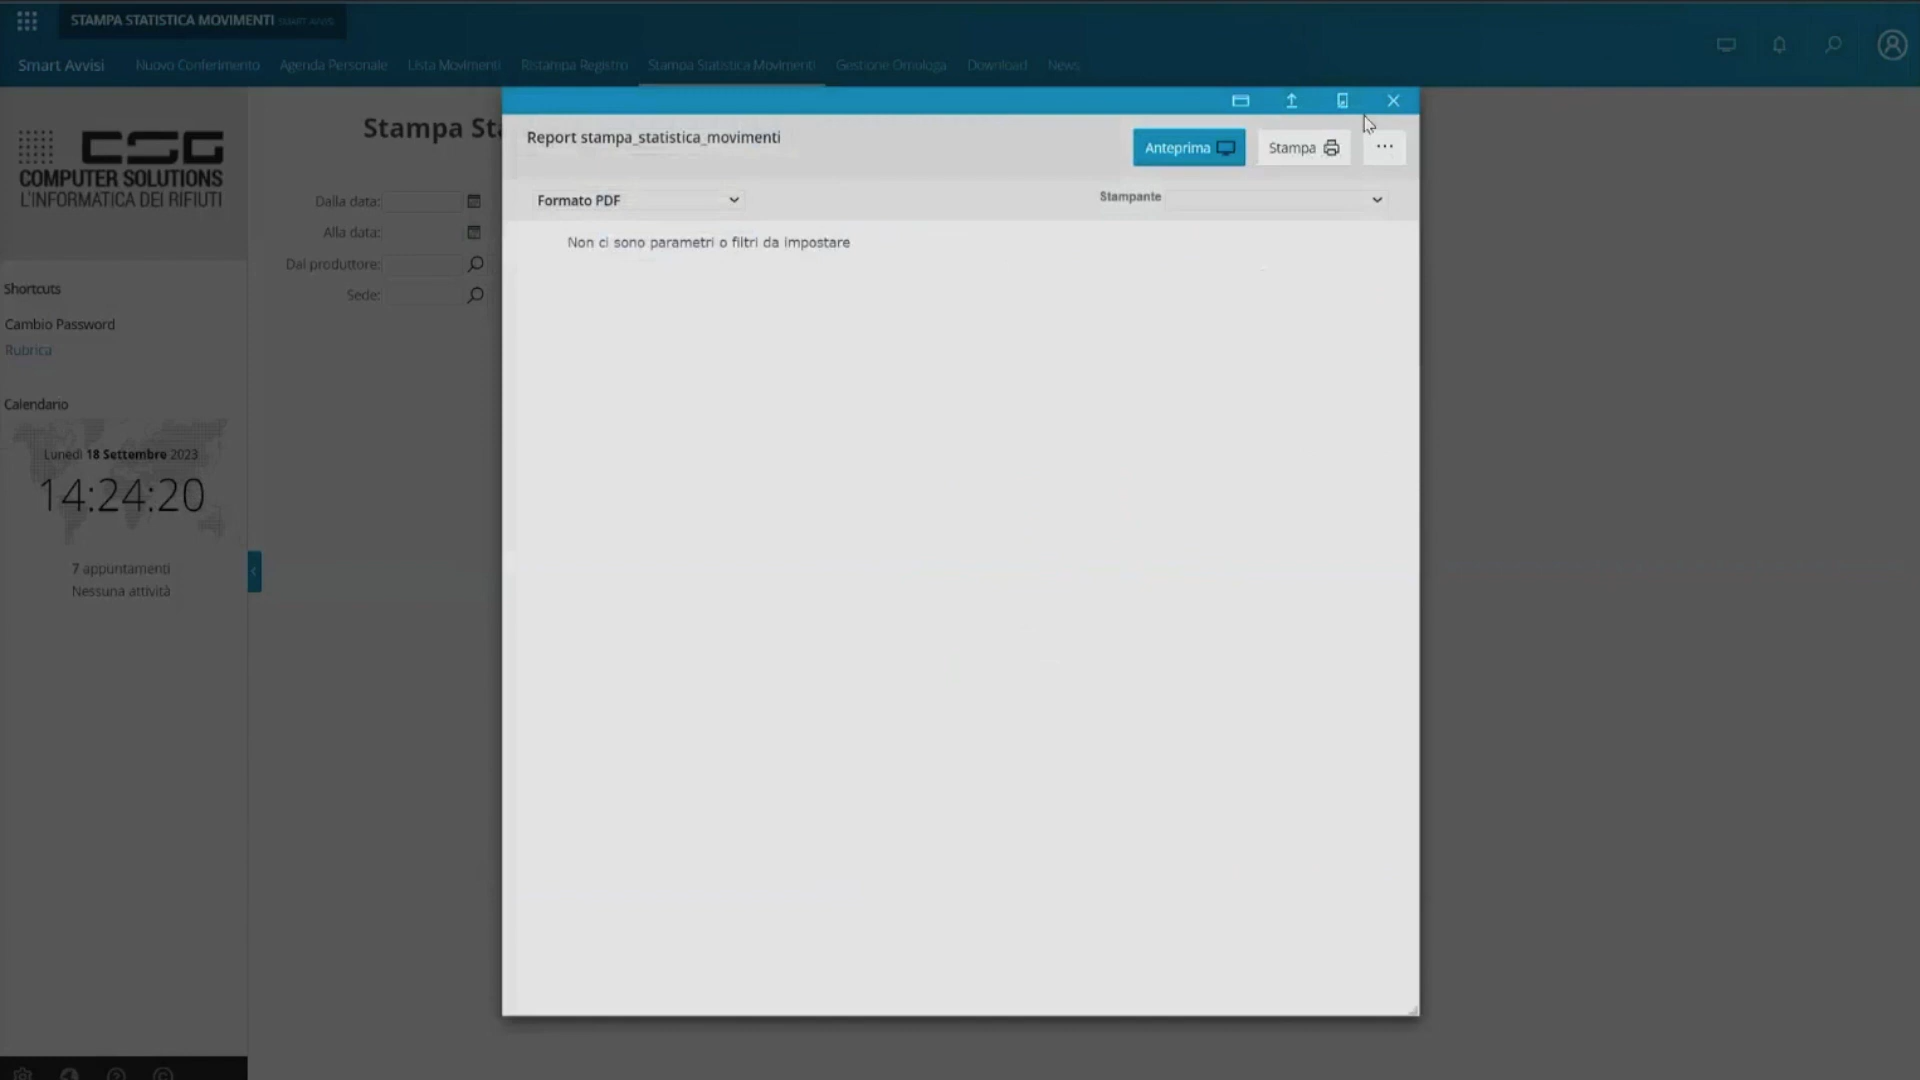 STAMPA STATISTICA MOVIMENTI SMART AVVISI
Smart Avvisi Nuovo Conferimento Agenda Personale Lista Movimenti Ristampa Registro Stampa Statistica Movimenti Gestione Omologa Download News
CSG
COMPUTER SOLUTIONS
L'INFORMATICA DEI RIFIUTI
Shortcuts
Cambio Password
Rubrica
Calendario
Lunedì 18 Settembre 2023
14:24:20
7 appuntamenti
Nessuna attività
Stampa Sta
Dalla data:
Alla data:
Dal produttore:
Sede:
Report stampa_statistica_movimenti
Anteprima
Stampa
...
Formato PDF
Stampante
Non ci sono parametri o filtri da impostare